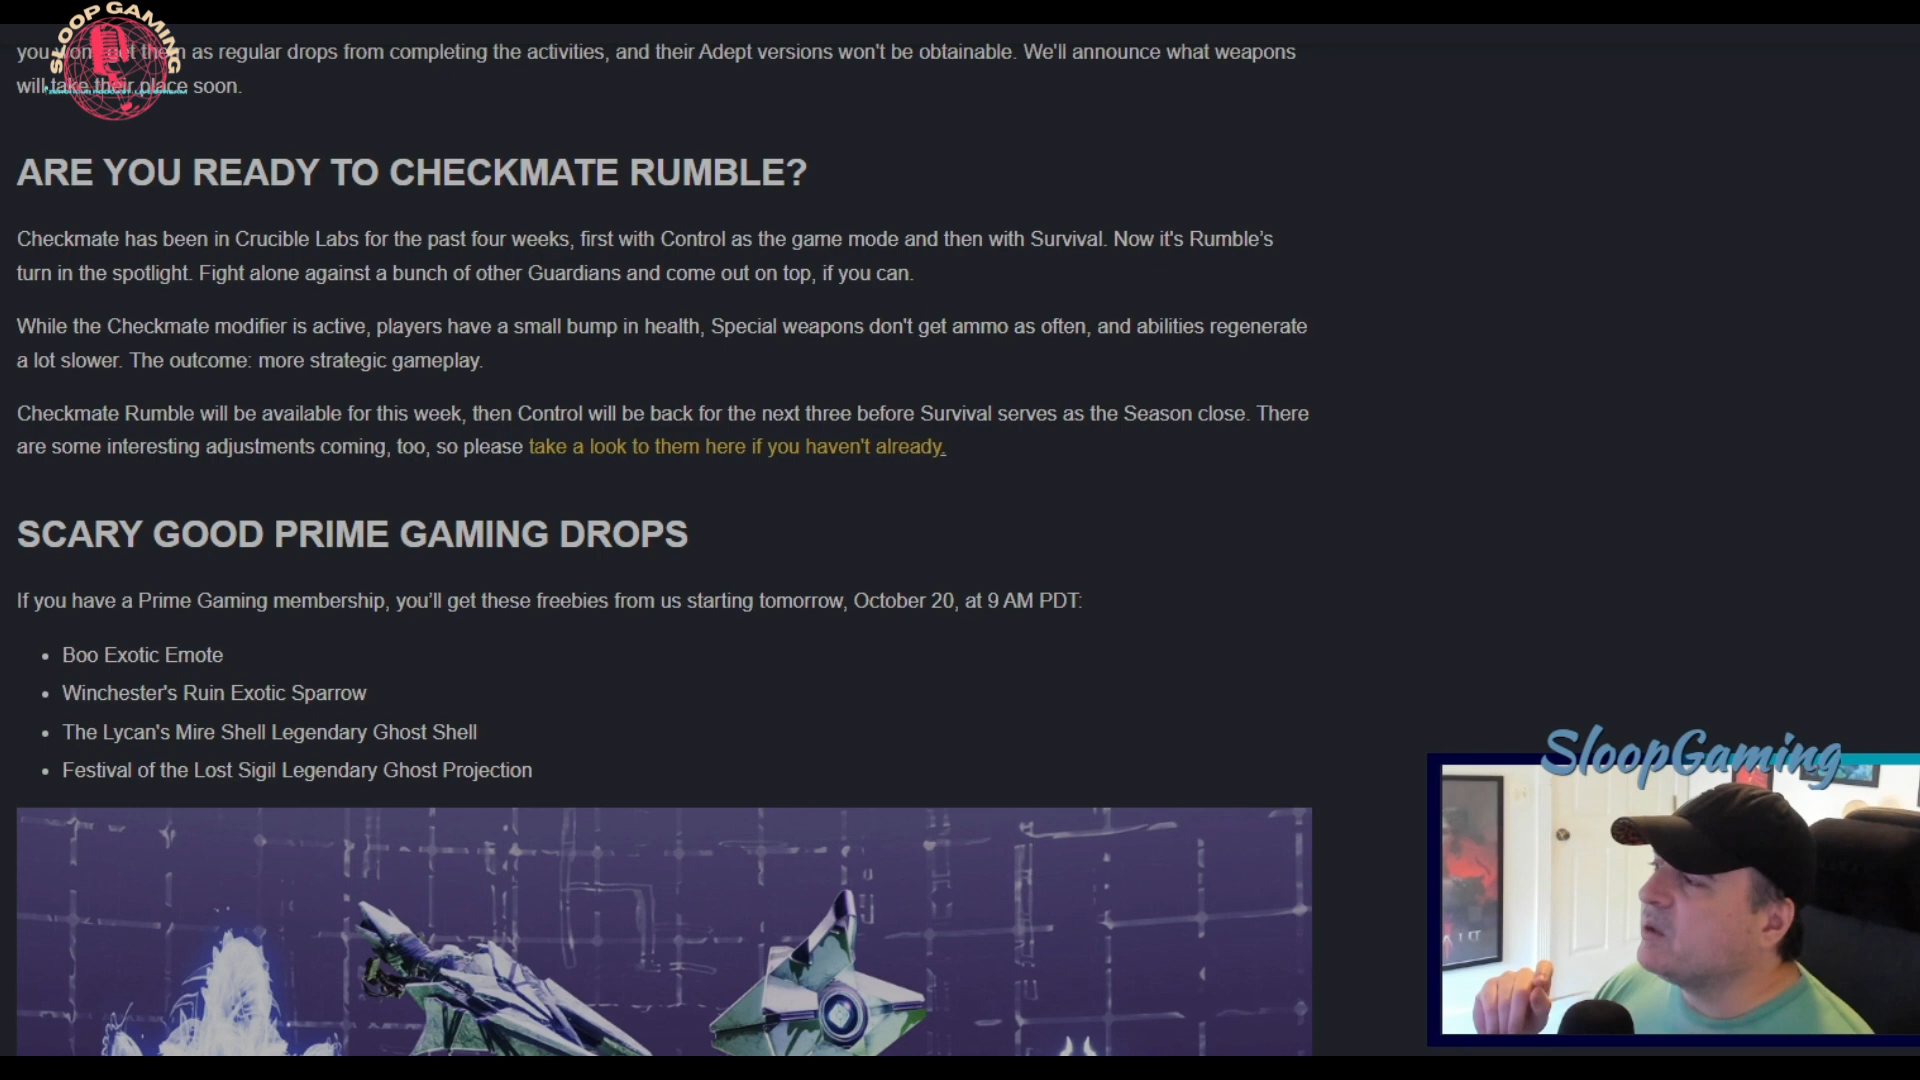 SLOOP GAMING
you won't get them as regular drops from completing the activities, and their Adept versions won't be obtainable. We'll announce what weapons
will take their place soon.
ARE YOU READY TO CHECKMATE RUMBLE?
Checkmate has been in Crucible Labs for the past four weeks, first with Control as the game mode and then with Survival. Now it's Rumble’s
turn in the spotlight. Fight alone against a bunch of other Guardians and come out on top, if you can.
While the Checkmate modifier is active, players have a small bump in health, Special weapons don't get ammo as often, and abilities regenerate
a lot slower. The outcome: more strategic gameplay.
Checkmate Rumble will be available for this week, then Control will be back for the next three before Survival serves as the Season close. There
are some interesting adjustments coming, too, so please take a look to them here if you haven't already.
SCARY GOOD PRIME GAMING DROPS
If you have a Prime Gaming membership, you’ll get these freebies from us starting tomorrow, October 20, at 9 AM PDT:
• Boo Exotic Emote
• Winchester's Ruin Exotic Sparrow
• The Lycan's Mire Shell Legendary Ghost Shell
• Festival of the Lost Sigil Legendary Ghost Projection
SloopGaming